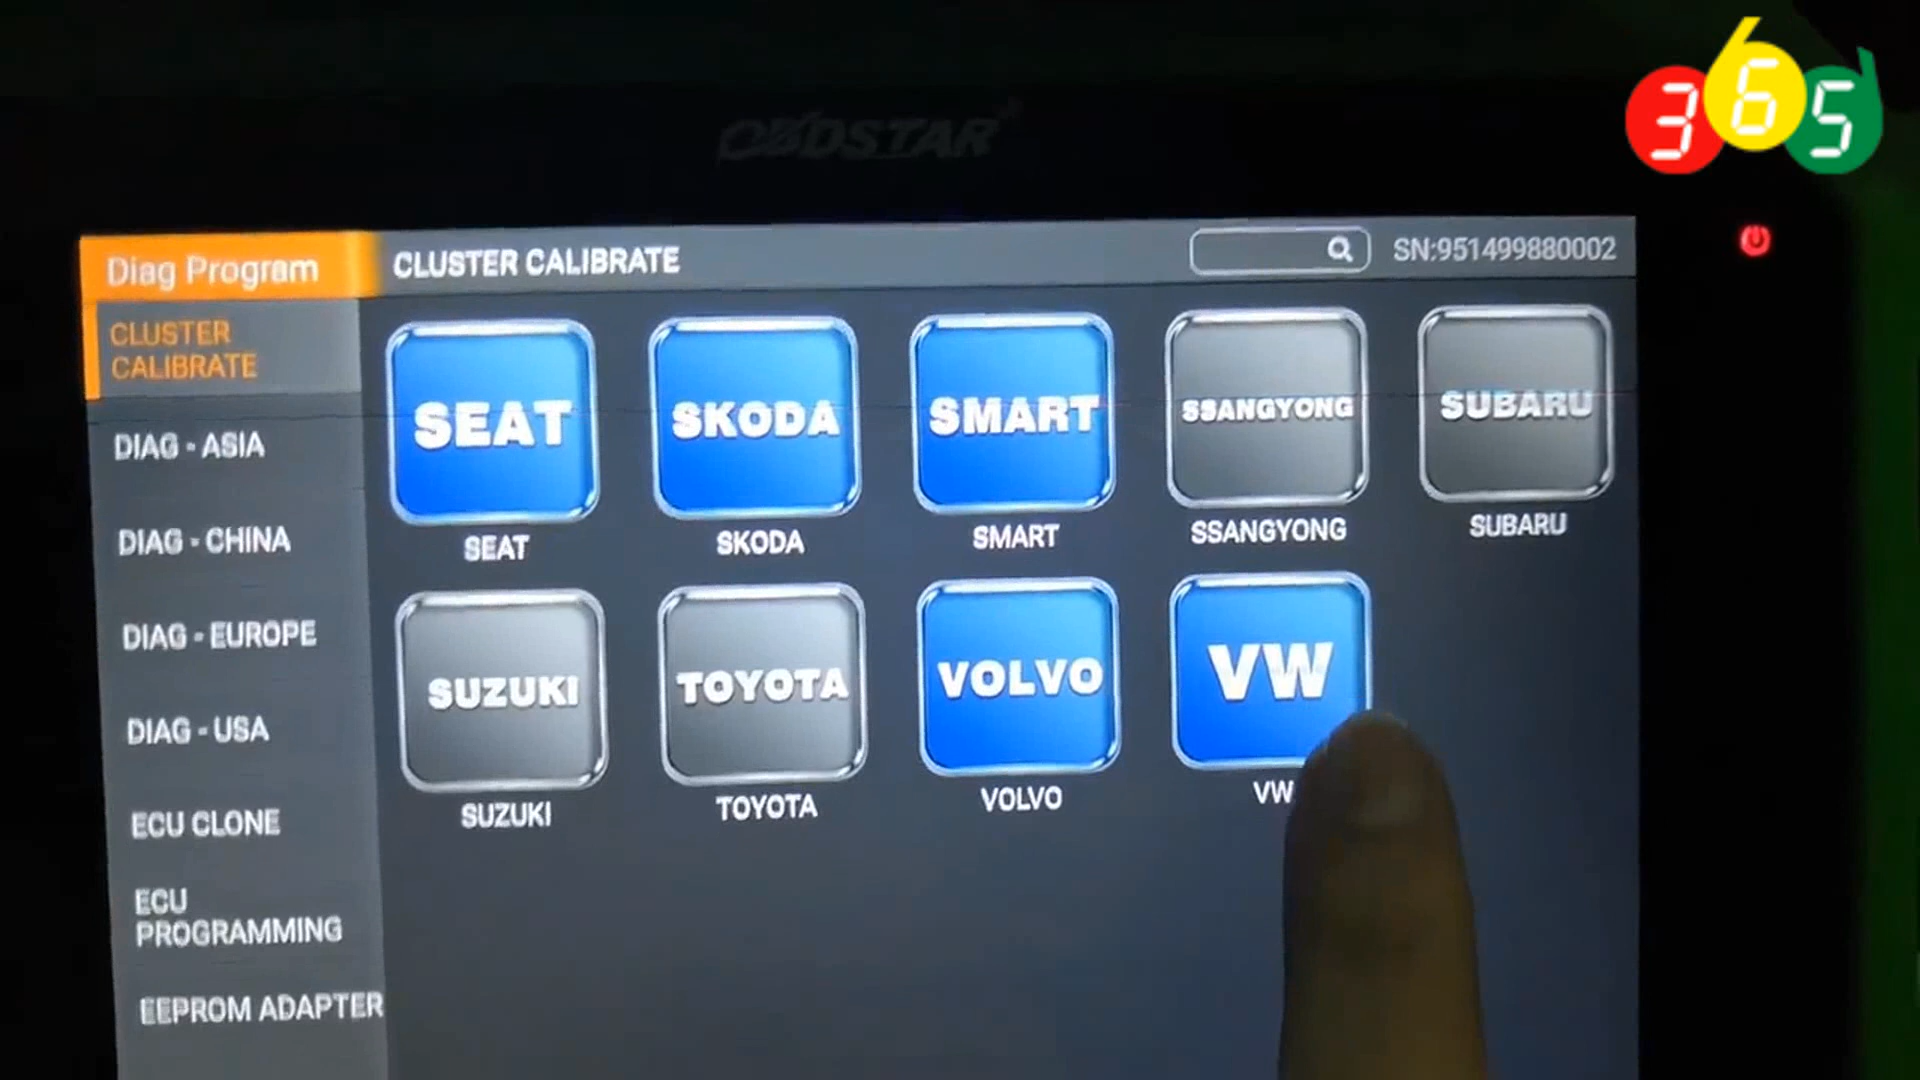 365
OBDSTAR
Diag Program
CLUSTER CALIBRATE
SN:951499880002
CLUSTER
CALIBRATE
DIAG - ASIA
DIAG - CHINA
DIAG - EUROPE
DIAG - USA
ECU CLONE
ECU
PROGRAMMING
EEPROM ADAPTER
SEAT
SKODA
SMART
SSANGYONG
SUBARU
SEAT
SKODA
SMART
SSANGYONG
SUBARU
SUZUKI
TOYOTA
VOLVO
VW
SUZUKI
TOYOTA
VOLVO
VW